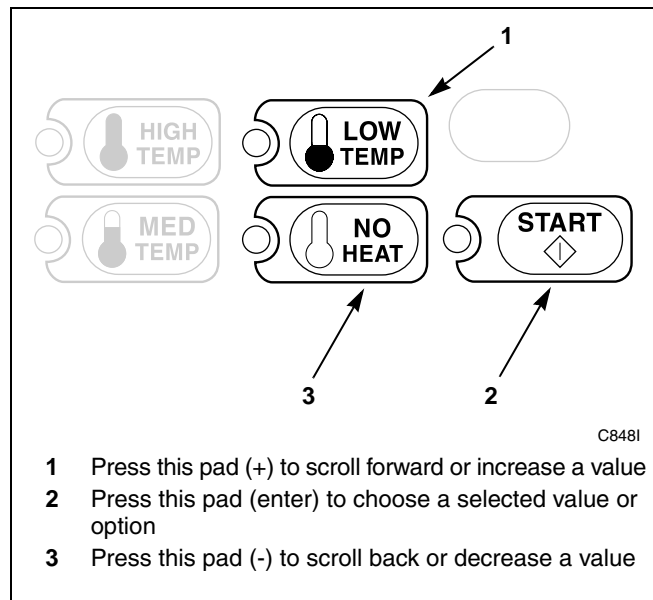 1
HIGH
TEMP
LOW
TEMP
MED
TEMP
NO
HEAT
START
3
2
C848I
1 Press this pad (+) to scroll forward or increase a value
2 Press this pad (enter) to choose a selected value or
option
3 Press this pad (-) to scroll back or decrease a value